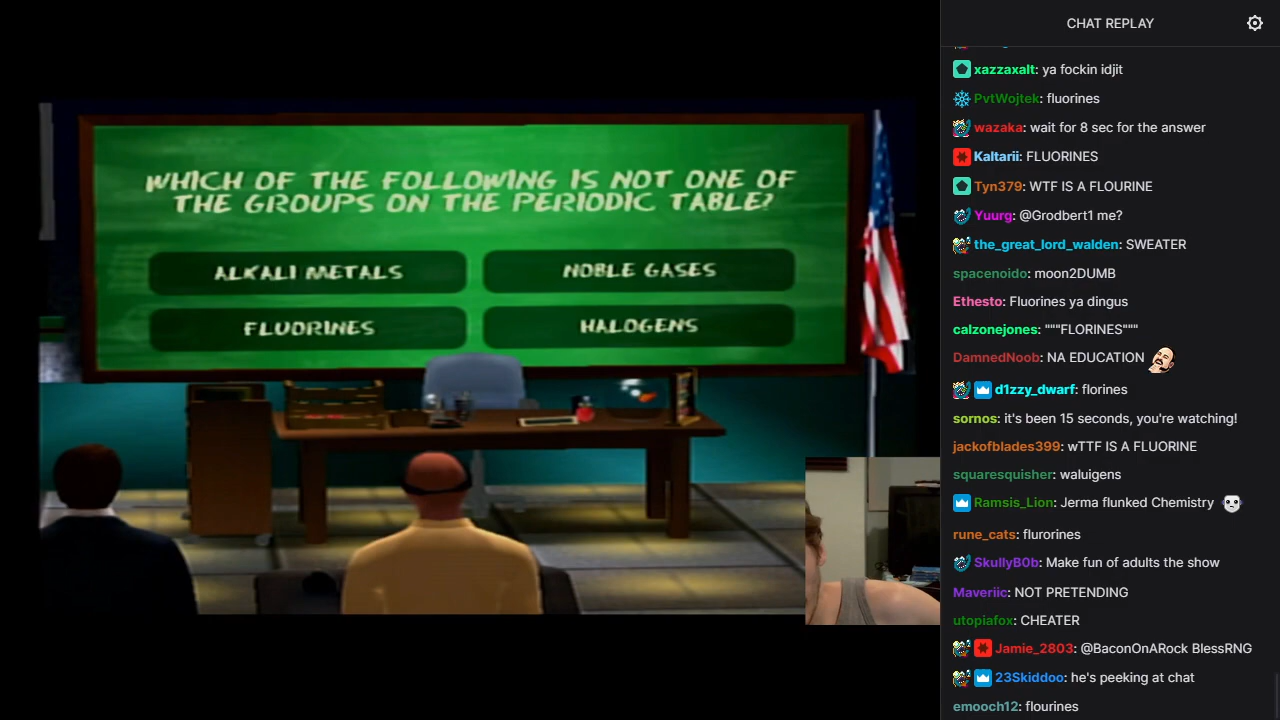 CHAT REPLAY
xazzaxalt: ya fockin idjit
PvtWojtek: fluorines
wazaka: wait for 8 sec for the answer
Kaltarii: FLUORINES
Tyn379: WTF IS A FLOURINE
Yuurg: @Grodbert1 me?
the_great_lord_walden: SWEATER
spacenoido: moon2DUMB
Ethesto: Fluorines ya dingus
calzonejones: """FLORINES"""
DamnedNoob: NA EDUCATION
d1zzy_dwarf: florines
sornos: it's been 15 seconds, you're watching!
jackofblades399: wTTF IS A FLUORINE
squaresquisher: waluigens
Ramsis_Lion: Jerma flunked Chemistry
rune_cats: flurorines
SkullyB0b: Make fun of adults the show
Maveriic: NOT PRETENDING
utopiafox: CHEATER
Jamie_2803: @BaconOnARock BlessRNG
23Skiddoo: he's peeking at chat
emooch12: flourines
WHICH OF THE FOLLOWING IS NOT ONE OF
THE GROUPS ON THE PERIODIC TABLE?
ALKALI METALS
NOBLE GASES
FLUORINES
HALOGENS